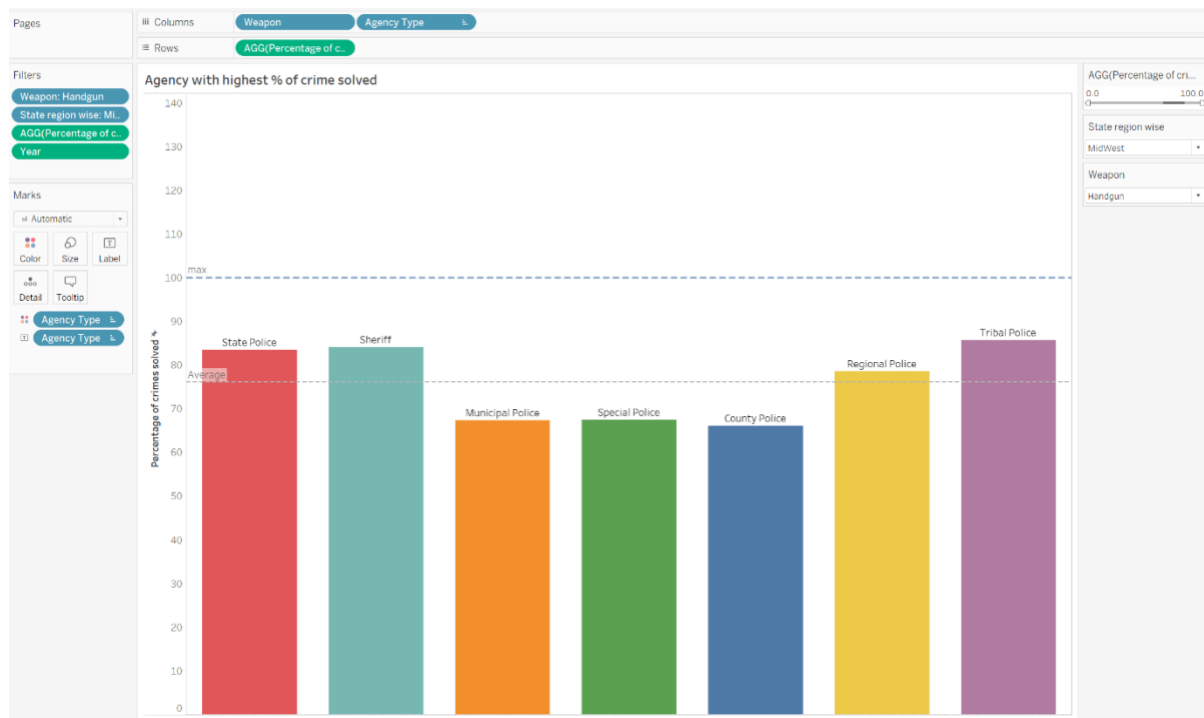 Pages
Columns
Weapon
Agency Type
Rows
AGG(Percentage of c..
Filters
Weapon: Handgun
State region wise: Mi..
AGG(Percentage of c..
Year
Marks
Automatic
Color
Size
Label
Detail
Tooltip
Agency Type
Agency Type
Agency with highest % of crime solved
Percentage of crimes solved
140
130
120
110
100
90
80
70
60
50
40
30
20
10
0
max
Average
State Police
Sheriff
Municipal Police
Special Police
County Police
Regional Police
Tribal Police
AGG(Percentage of cri...
0.0
100.0
State region wise
MidWest
Weapon
Handgun